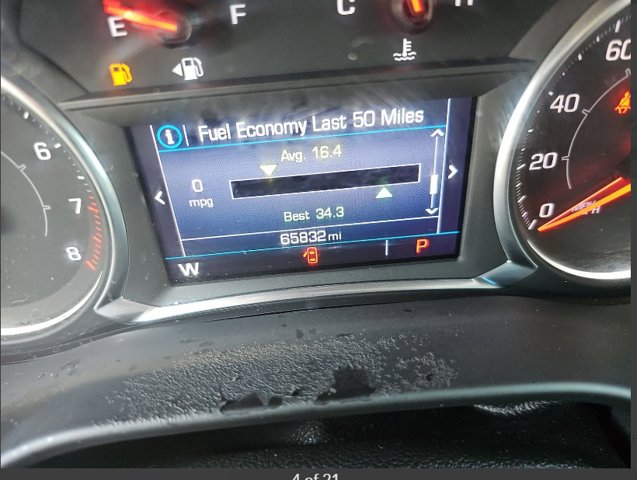 E F C H
60
40
20
0
MPH
6
7
8
i Fuel Economy Last 50 Miles
Avg. 16.4
0
mpg
Best 34.3
65832 mi
W P
4 of 21